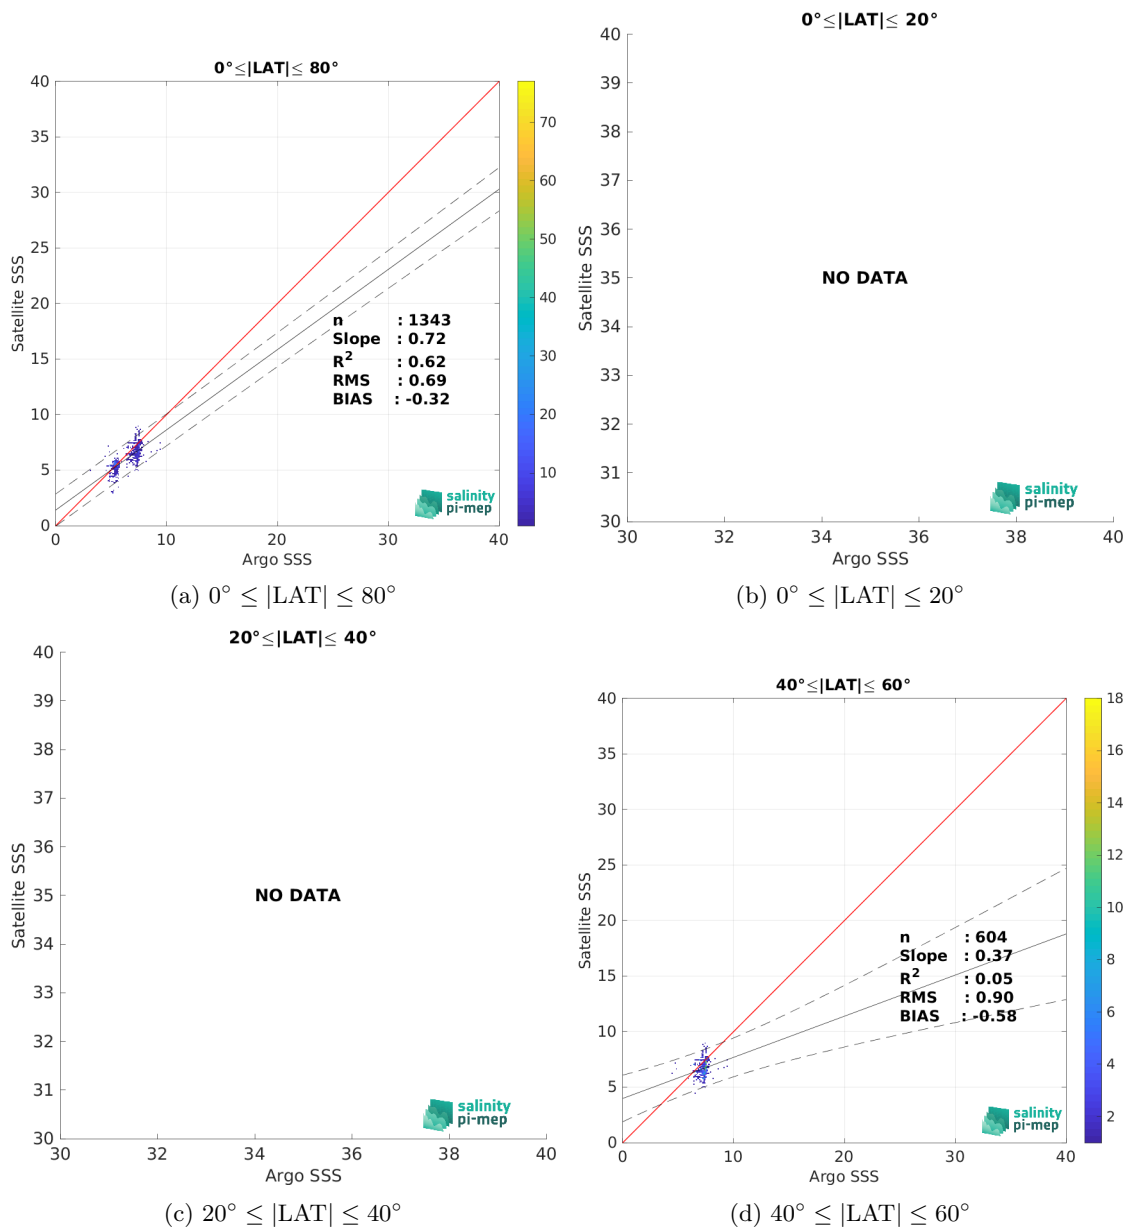 0°≤|LAT|≤ 80°
40
35
30
25
20
15
10
5
0
0
10
20
30
40
Satellite SSS
Argo SSS
n : 1343
Slope : 0.72
R² : 0.62
RMS : 0.69
BIAS : -0.32
salinity
pi-mep
70
60
50
40
30
20
10
(a) 0° ≤ |LAT| ≤ 80°
0°≤|LAT|≤ 20°
40
39
38
37
36
35
34
33
32
31
30
30
32
34
36
38
40
Satellite SSS
Argo SSS
NO DATA
salinity
pi-mep
(b) 0° ≤ |LAT| ≤ 20°
20°≤|LAT|≤ 40°
40
39
38
37
36
35
34
33
32
31
30
30
32
34
36
38
40
Satellite SSS
Argo SSS
NO DATA
salinity
pi-mep
(c) 20° ≤ |LAT| ≤ 40°
40°≤|LAT|≤ 60°
40
35
30
25
20
15
10
5
0
0
10
20
30
40
Satellite SSS
Argo SSS
n : 604
Slope : 0.37
R² : 0.05
RMS : 0.90
BIAS : -0.58
salinity
pi-mep
18
16
14
12
10
8
6
4
2
(d) 40° ≤ |LAT| ≤ 60°